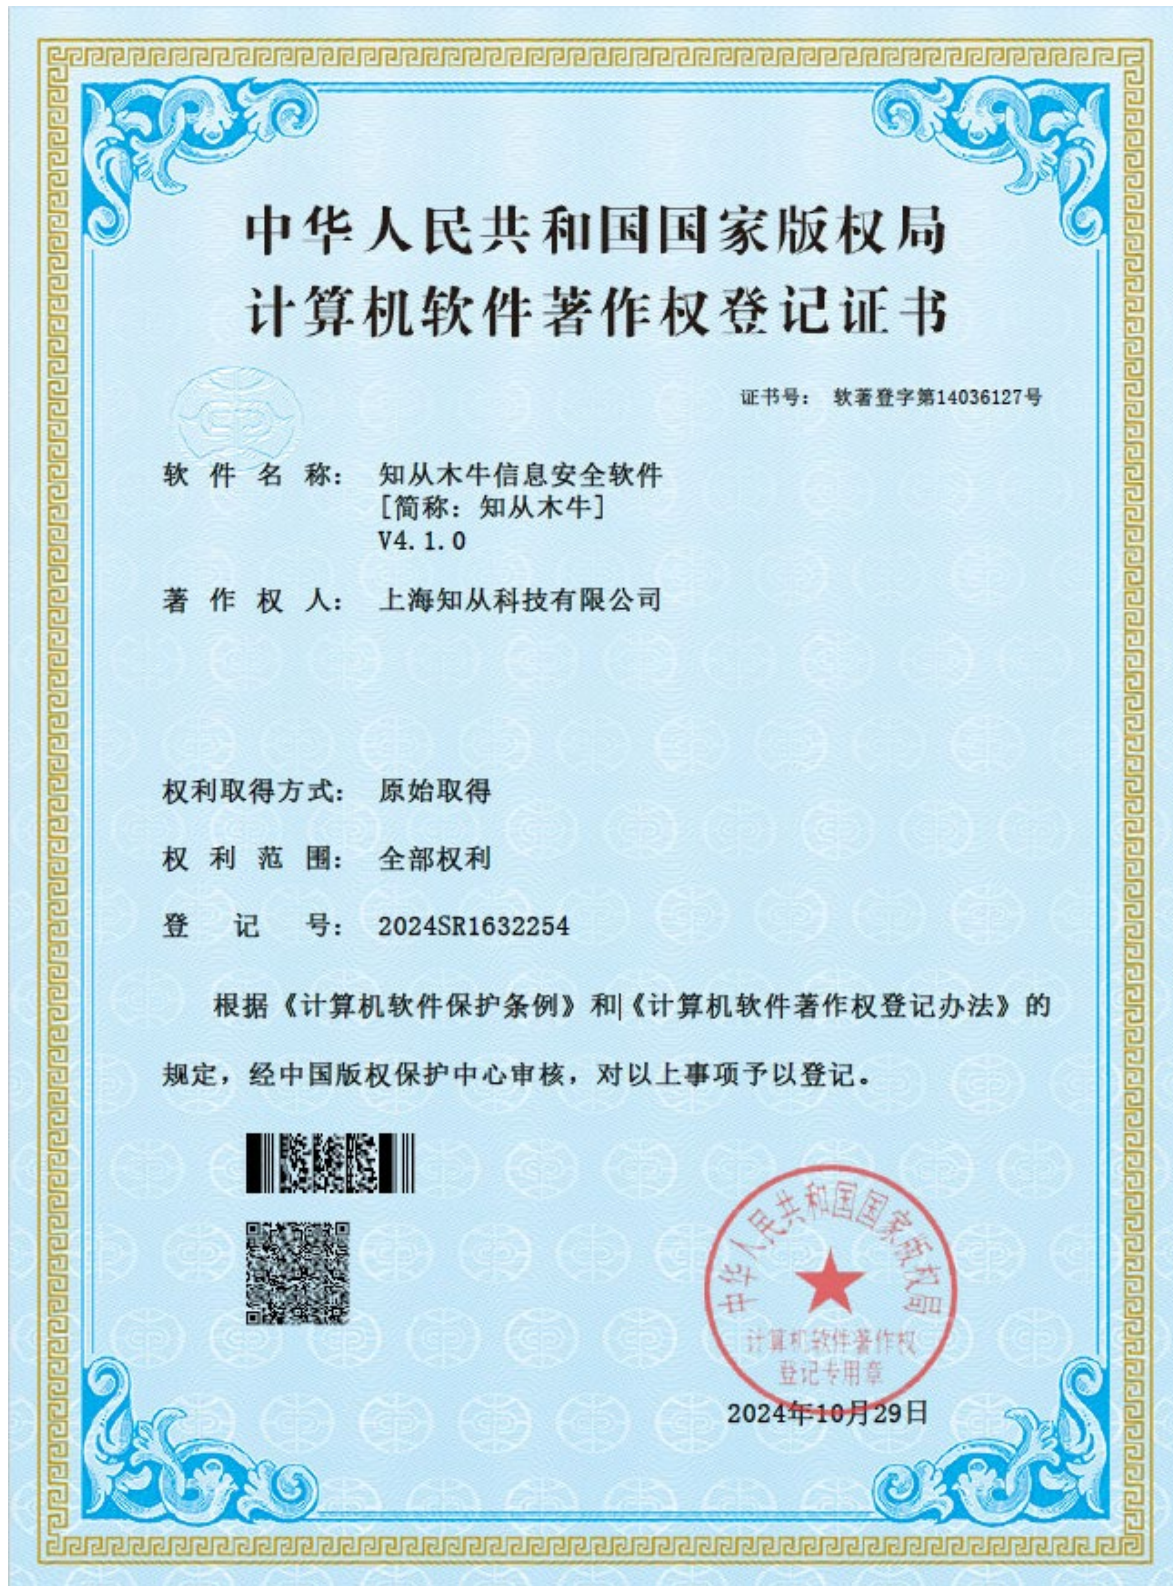 中华人民共和国国家版权局
计算机软件著作权登记证书
证书号： 软著登字第14036127号
软件名称： 知从木牛信息安全软件
[简称：知从木牛]
V4.1.0
著作权人： 上海知从科技有限公司
权利取得方式： 原始取得
权利范围： 全部权利
登记号： 2024SR1632254
根据《计算机软件保护条例》和《计算机软件著作权登记办法》的
规定，经中国版权保护中心审核，对以上事项予以登记。
中华人民共和国国家版权局
计算机软件著作权
登记专用章
2024年10月29日